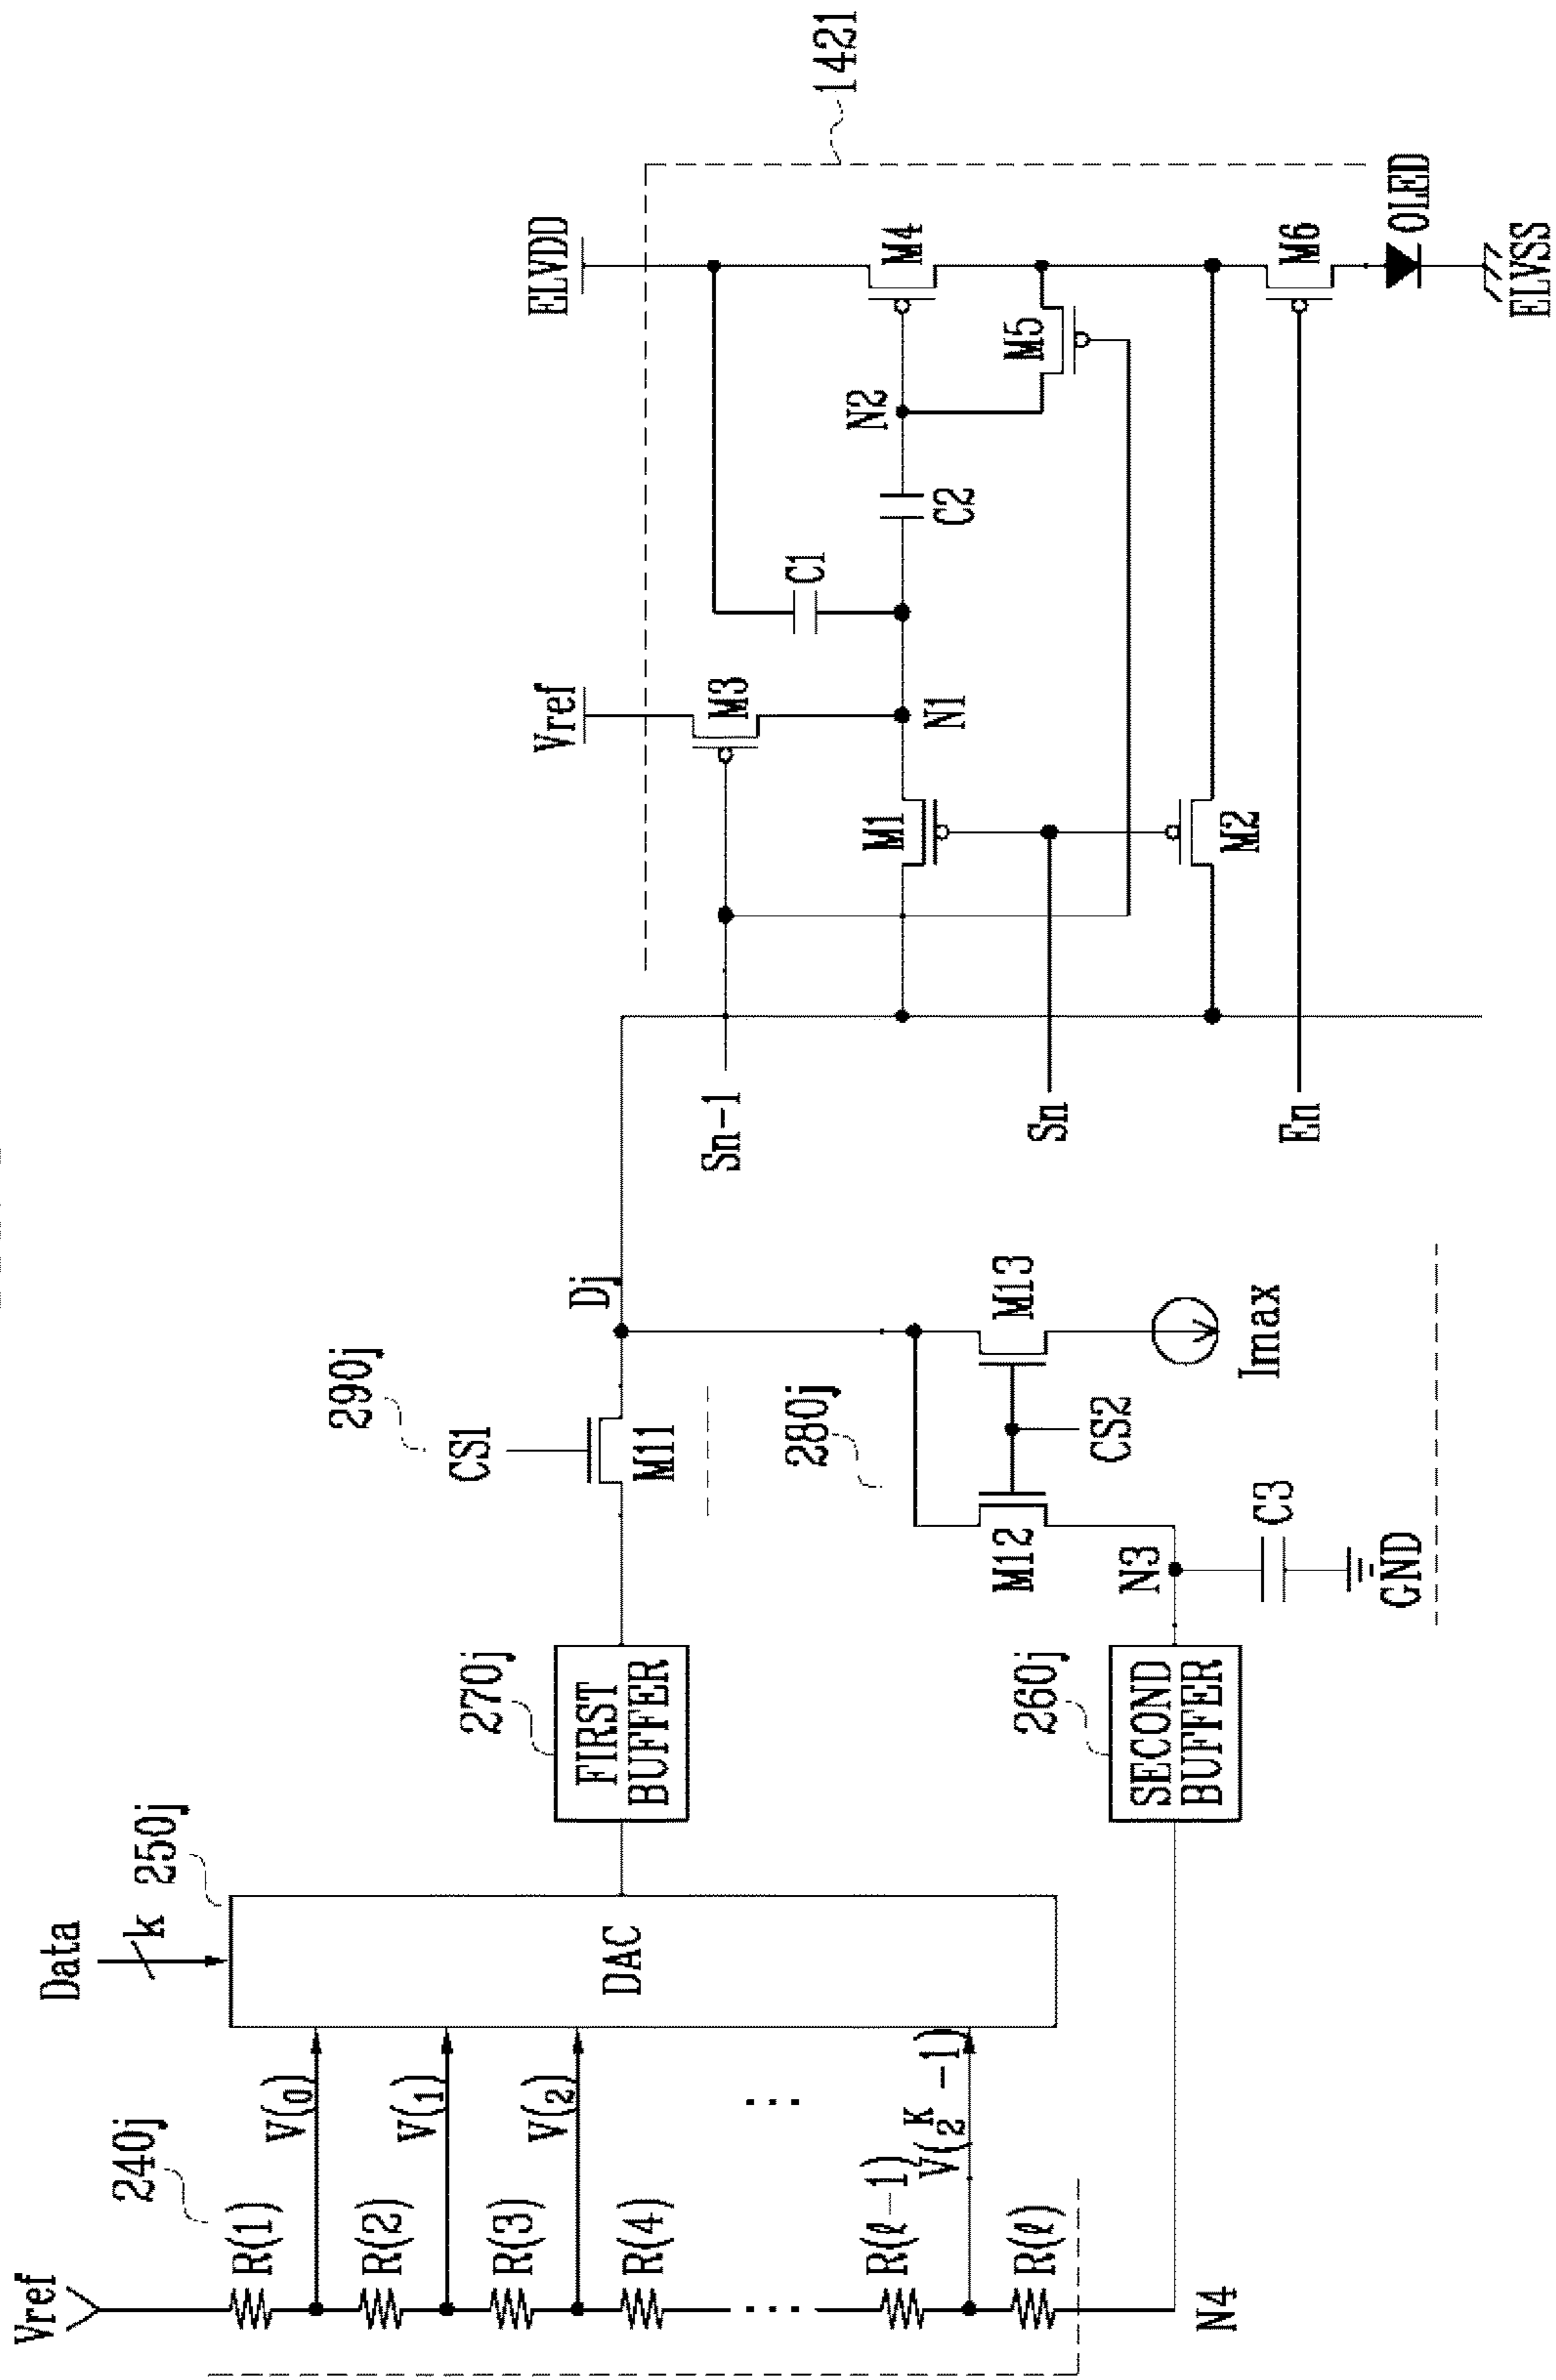 Vref
240j
R(1)
V(0)
R(2)
V(1)
R(3)
V(2)
R(4)
...
...
R(ℓ-1)
V(2^K -1)
R(ℓ)
N4
Data
k
250j
DAC
270j
FIRST
BUFFER
260j
SECOND
BUFFER
290j
CS1
M11
Dj
280j
M12
M13
CS2
N3
C3
GND
Imax
Sn-1
Sn
En
Vref
M3
M1
N1
M2
C1
C2
N2
ELVDD
M4
M5
M6
OLED
ELVSS
1421